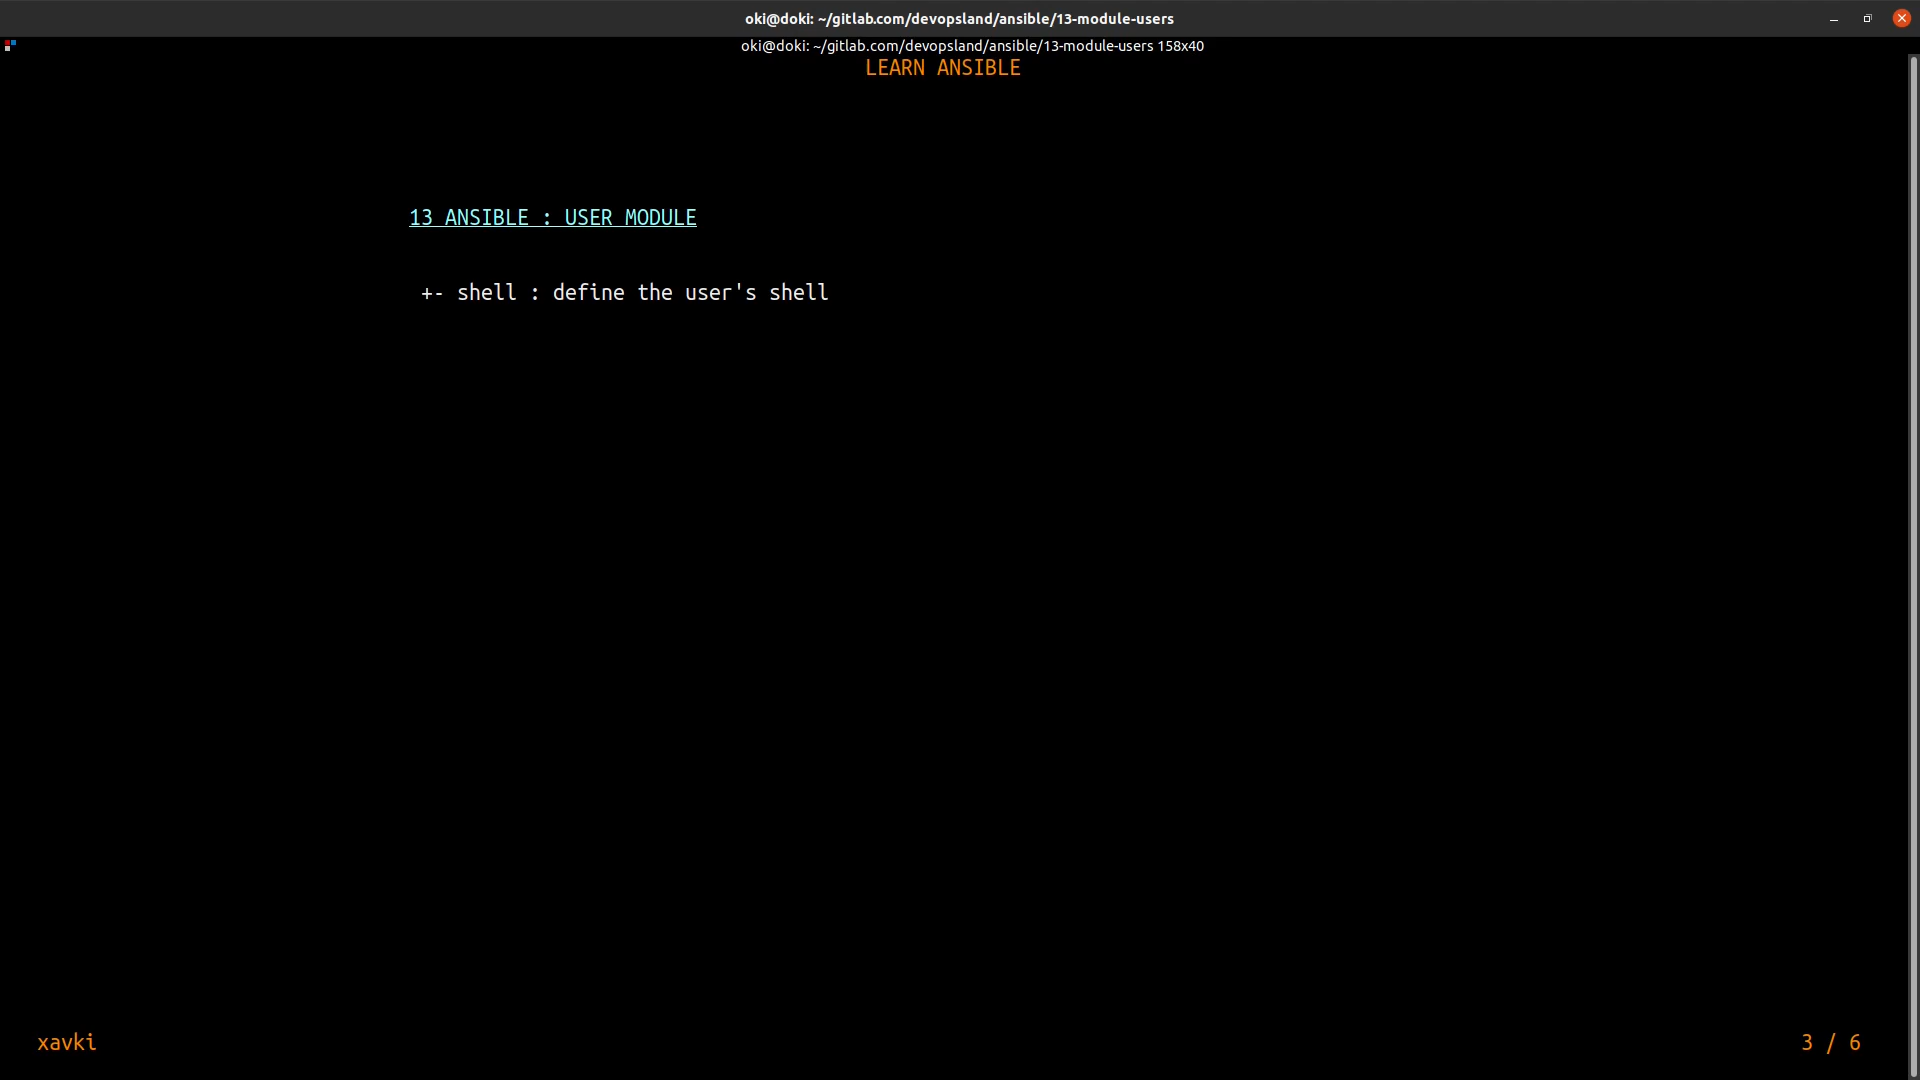 oki@doki: ~/gitlab.com/devopsland/ansible/13-module-users
oki@doki: ~/gitlab.com/devopsland/ansible/13-module-users 158x40
LEARN ANSIBLE
13 ANSIBLE : USER MODULE
+- shell : define the user's shell
xavki
3 / 6